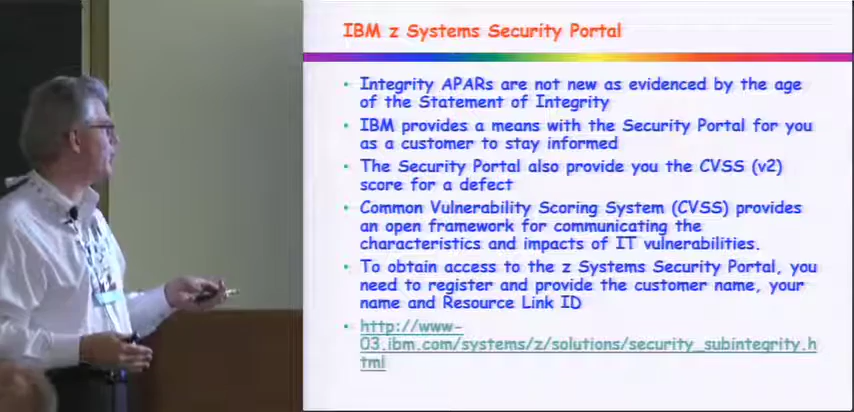 IBM z Systems Security Portal
Integrity APARs are not new as evidenced by the age
of the Statement of Integrity
IBM provides a means with the Security Portal for you
as a customer to stay informed
The Security Portal also provide you the CVSS (v2)
score for a defect
Common Vulnerability Scoring System (CVSS) provides
an open framework for communicating the
characteristics and impacts of IT vulnerabilities.
To obtain access to the z Systems Security Portal, you
need to register and provide the customer name, your
name and Resource Link ID
http://www-
03.ibm.com/systems/z/solutions/security_subintegrity.h
tml